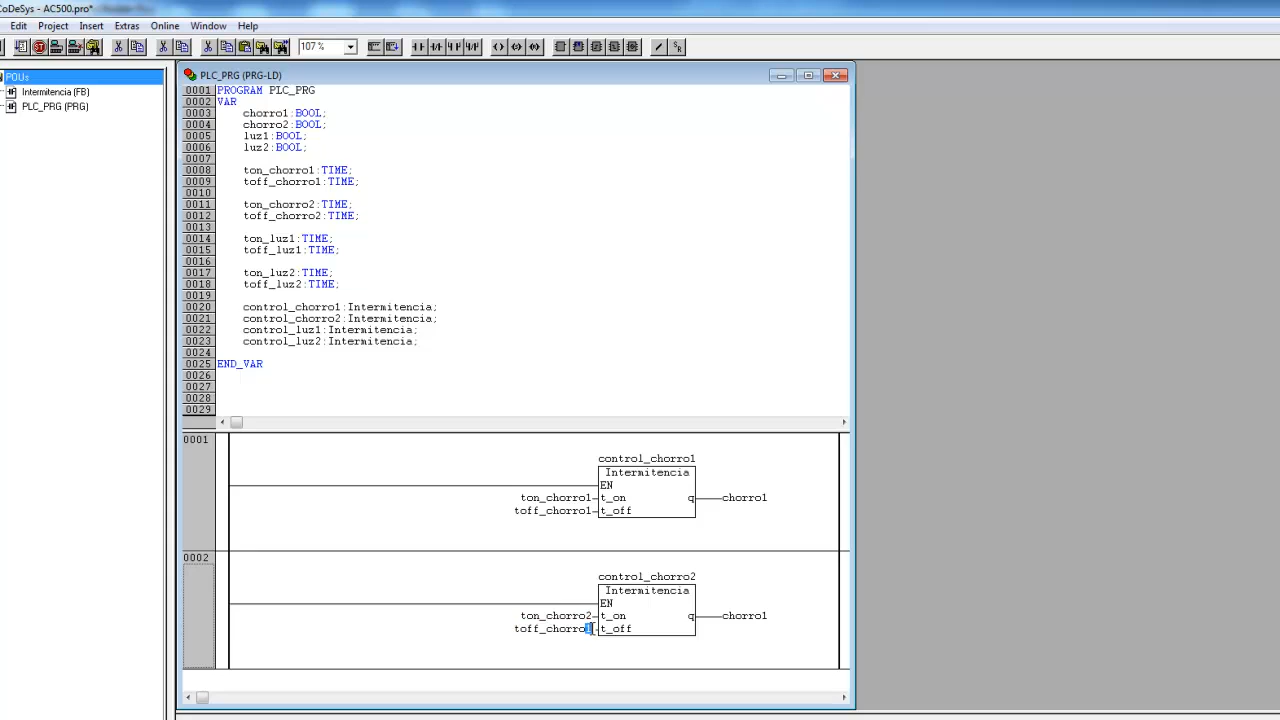 CoDeSys - AC500.pro*
Edit Project Insert Extras Online Window Help
107 %
POUs
Intermitencia (FB)
PLC_PRG (PRG)
PLC_PRG (PRG-LD)
0001 PROGRAM PLC_PRG
0002 VAR
0003 chorro1:BOOL;
0004 chorro2:BOOL;
0005 luz1:BOOL;
0006 luz2:BOOL;
0007
0008 ton_chorro1:TIME;
0009 toff_chorro1:TIME;
0010
0011 ton_chorro2:TIME;
0012 toff_chorro2:TIME;
0013
0014 ton_luz1:TIME;
0015 toff_luz1:TIME;
0016
0017 ton_luz2:TIME;
0018 toff_luz2:TIME;
0019
0020 control_chorro1:Intermitencia;
0021 control_chorro2:Intermitencia;
0022 control_luz1:Intermitencia;
0023 control_luz2:Intermitencia;
0024
0025 END_VAR
0026
0027
0028
0029
0001
control_chorro1
Intermitencia
EN
ton_chorro1 t_on q chorro1
toff_chorro1 t_off
0002
control_chorro2
Intermitencia
EN
ton_chorro2 t_on q chorro1
toff_chorro1 t_off